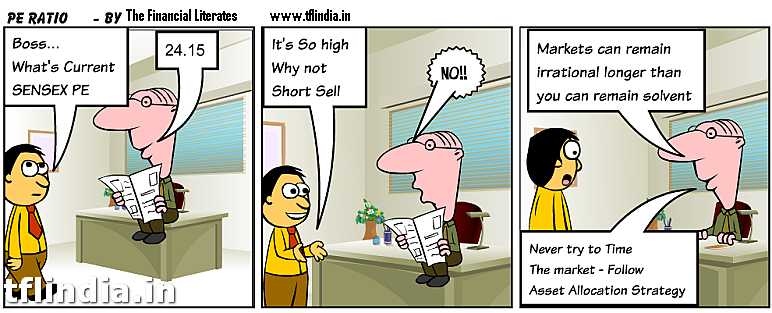 PE RATIO - BY The Financial Literates www.tflindia.in
Boss...
What's Current
SENSEX PE
24.15
It's So high
Why not
Short Sell
NO!!
Markets can remain
irrational longer than
you can remain solvent
Never try to Time
The market - Follow
Asset Allocation Strategy
tflindia.in